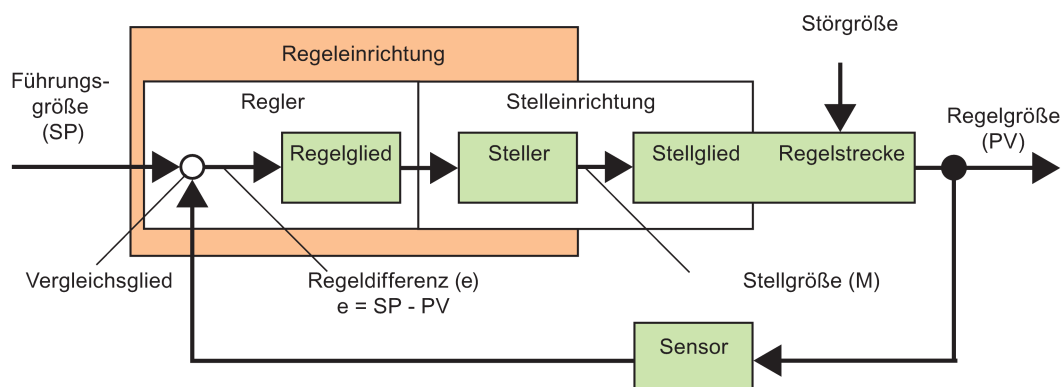 Störgröße
Regeleinrichtung
Führungs-
größe
(SP)
Regler
Stelleinrichtung
Regelgröße
(PV)
Regelglied
Steller
Stellglied
Regelstrecke
Vergleichsglied
Regeldifferenz (e)
e = SP - PV
Stellgröße (M)
Sensor